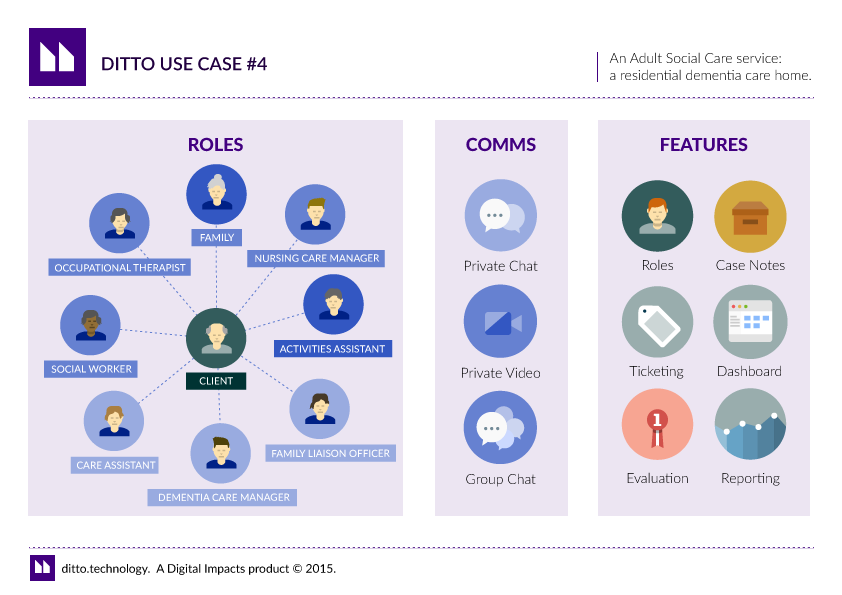 DITTO USE CASE #4
An Adult Social Care service:
a residential dementia care home.
ROLES
FAMILY
OCCUPATIONAL THERAPIST
NURSING CARE MANAGER
SOCIAL WORKER
ACTIVITIES ASSISTANT
CLIENT
CARE ASSISTANT
FAMILY LIAISON OFFICER
DEMENTIA CARE MANAGER
COMMS
Private Chat
Private Video
Group Chat
FEATURES
Roles
Case Notes
Ticketing
Dashboard
1
Evaluation
Reporting
ditto.technology. A Digital Impacts product © 2015.